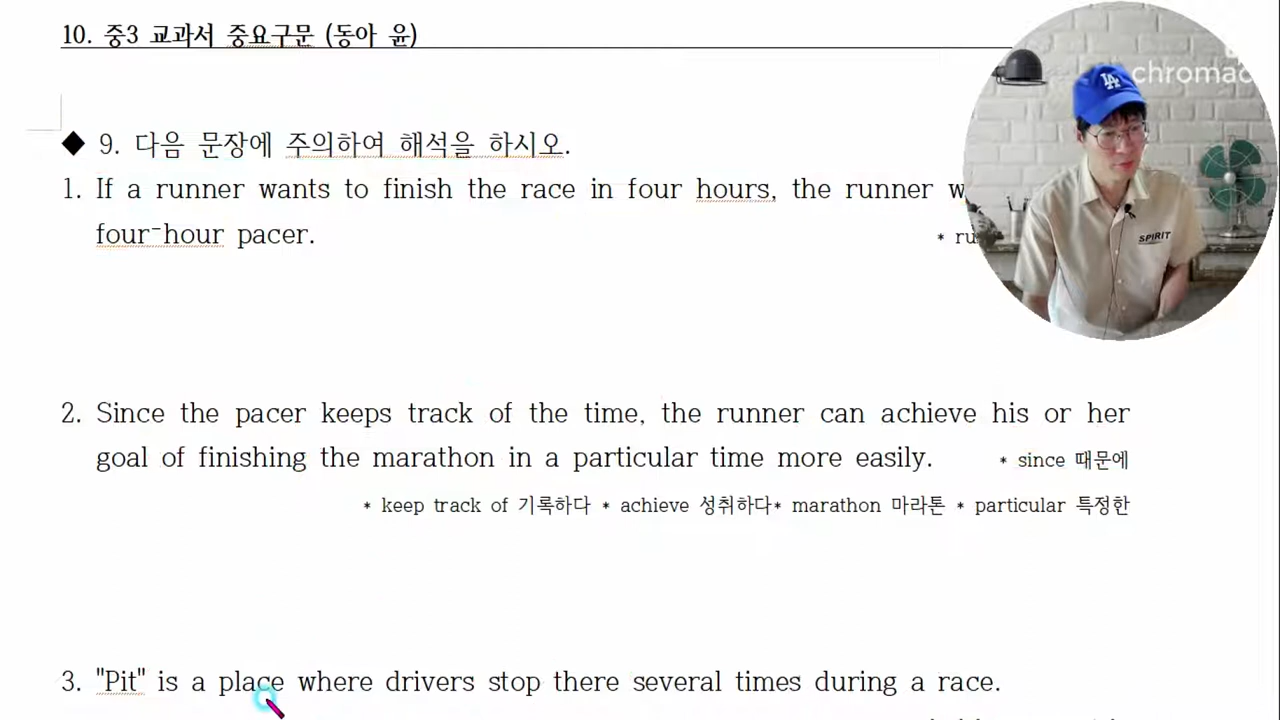 10. 중3 교과서 중요구문 (동아 윤)
chromac
◆ 9. 다음 문장에 주의하여 해석을 하시오.
1. If a runner wants to finish the race in four hours, the runner
four-hour pacer.
LA
SPIRIT
2. Since the pacer keeps track of the time, the runner can achieve his or her
goal of finishing the marathon in a particular time more easily. * since 때문에
* keep track of 기록하다 * achieve 성취하다* marathon 마라톤 * particular 특정한
3. "Pit" is a place where drivers stop there several times during a race.